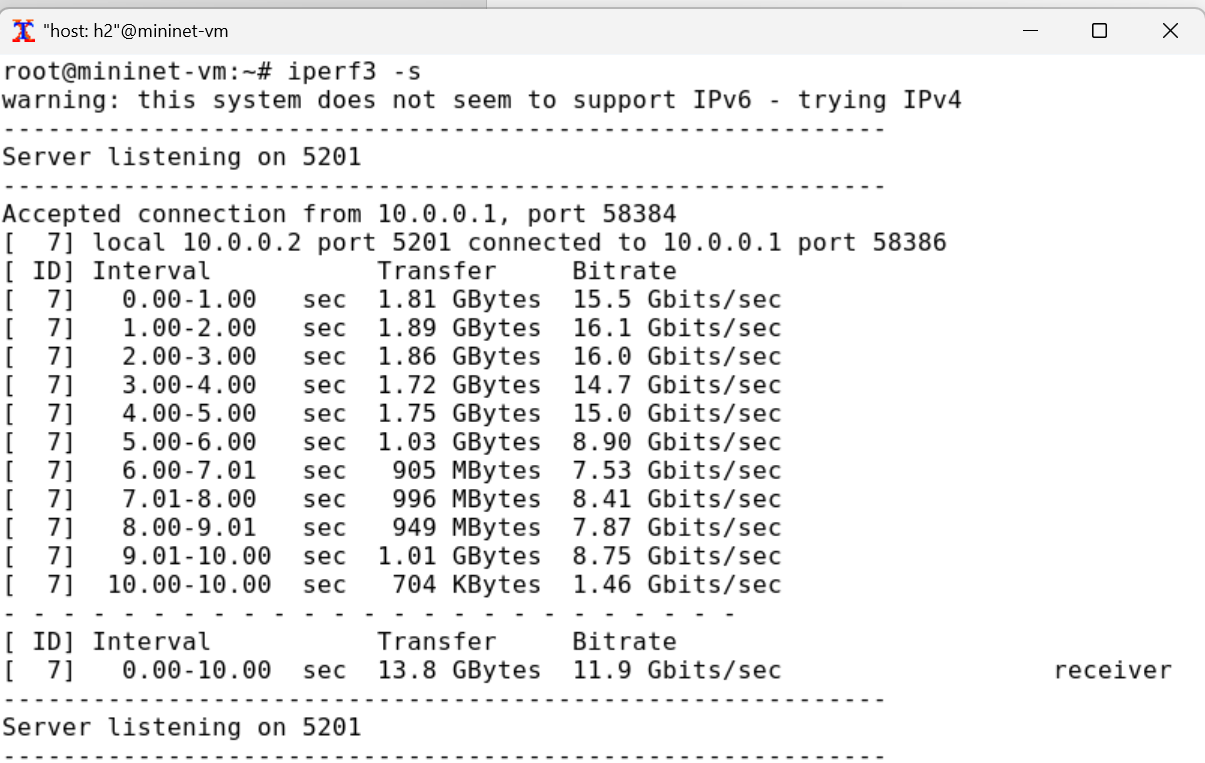 "host: h2"@mininet-vm
root@mininet-vm:~# iperf3 -s
warning: this system does not seem to support IPv6 - trying IPv4
-----------------------------------------------------------
Server listening on 5201
-----------------------------------------------------------
Accepted connection from 10.0.0.1, port 58384
[  7] local 10.0.0.2 port 5201 connected to 10.0.0.1 port 58386
[ ID] Interval           Transfer     Bitrate
[  7]   0.00-1.00   sec  1.81 GBytes  15.5 Gbits/sec
[  7]   1.00-2.00   sec  1.89 GBytes  16.1 Gbits/sec
[  7]   2.00-3.00   sec  1.86 GBytes  16.0 Gbits/sec
[  7]   3.00-4.00   sec  1.72 GBytes  14.7 Gbits/sec
[  7]   4.00-5.00   sec  1.75 GBytes  15.0 Gbits/sec
[  7]   5.00-6.00   sec  1.03 GBytes  8.90 Gbits/sec
[  7]   6.00-7.01   sec   905 MBytes  7.53 Gbits/sec
[  7]   7.01-8.00   sec   996 MBytes  8.41 Gbits/sec
[  7]   8.00-9.01   sec   949 MBytes  7.87 Gbits/sec
[  7]   9.01-10.00  sec  1.01 GBytes  8.75 Gbits/sec
[  7]  10.00-10.00  sec   704 KBytes  1.46 Gbits/sec
- - - - - - - - - - - - - - - - - - - - - - - - -
[ ID] Interval           Transfer     Bitrate
[  7]   0.00-10.00  sec  13.8 GBytes  11.9 Gbits/sec                  receiver
-----------------------------------------------------------
Server listening on 5201
-----------------------------------------------------------